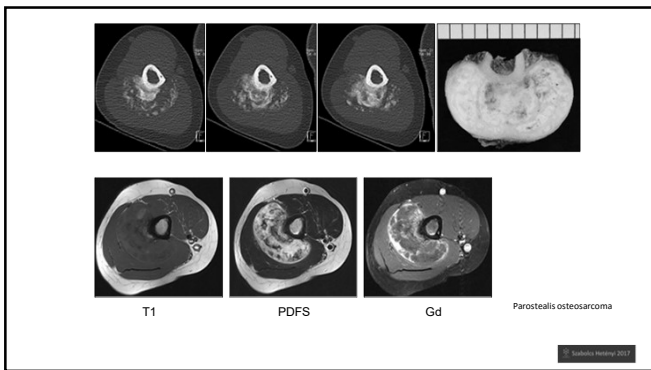 T1
PDFS
Gd
Parostealis osteosarcoma
Szabolcs Hetényi 2017